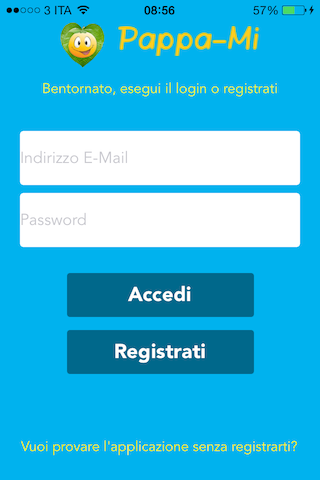 3 ITA 08:56 57%
Pappa-Mi
Bentornato, esegui il login o registrati
Indirizzo E-Mail
Password
Accedi
Registrati
Vuoi provare l'applicazione senza registrarti?